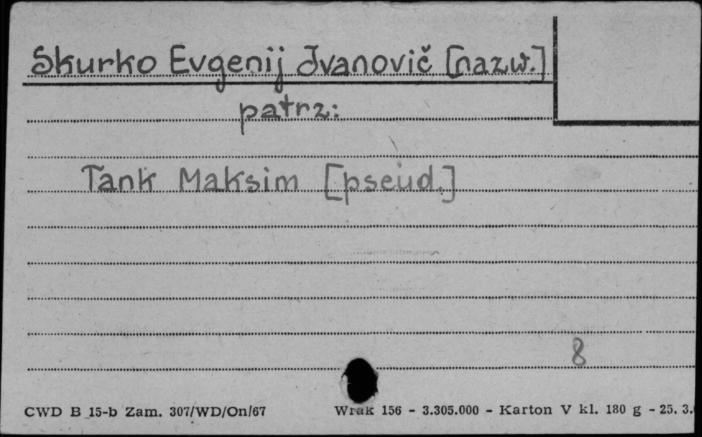 Skurko Evgenij Ivanovič [nazw.]
patrz:
Tank Maksim [pseud.]
8
CWD B 15-b Zam. 307/WD/On/67 Wrak 156 - 3.305.000 - Karton V kl. 180 g - 25. 3.